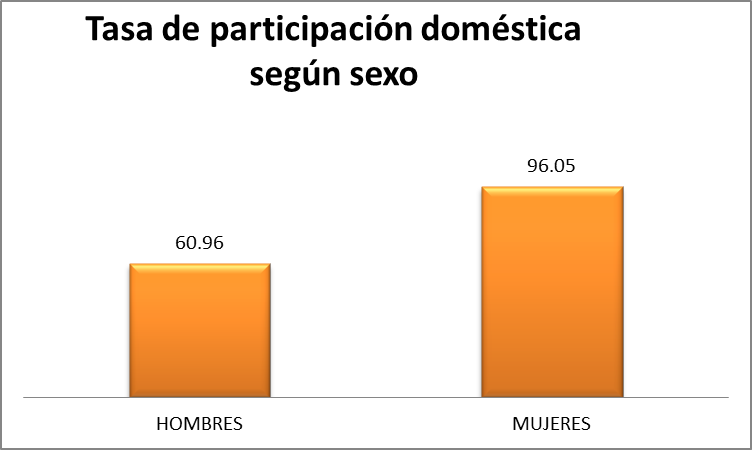 Tasa de participación doméstica
según sexo
96.05
60.96
HOMBRES
MUJERES